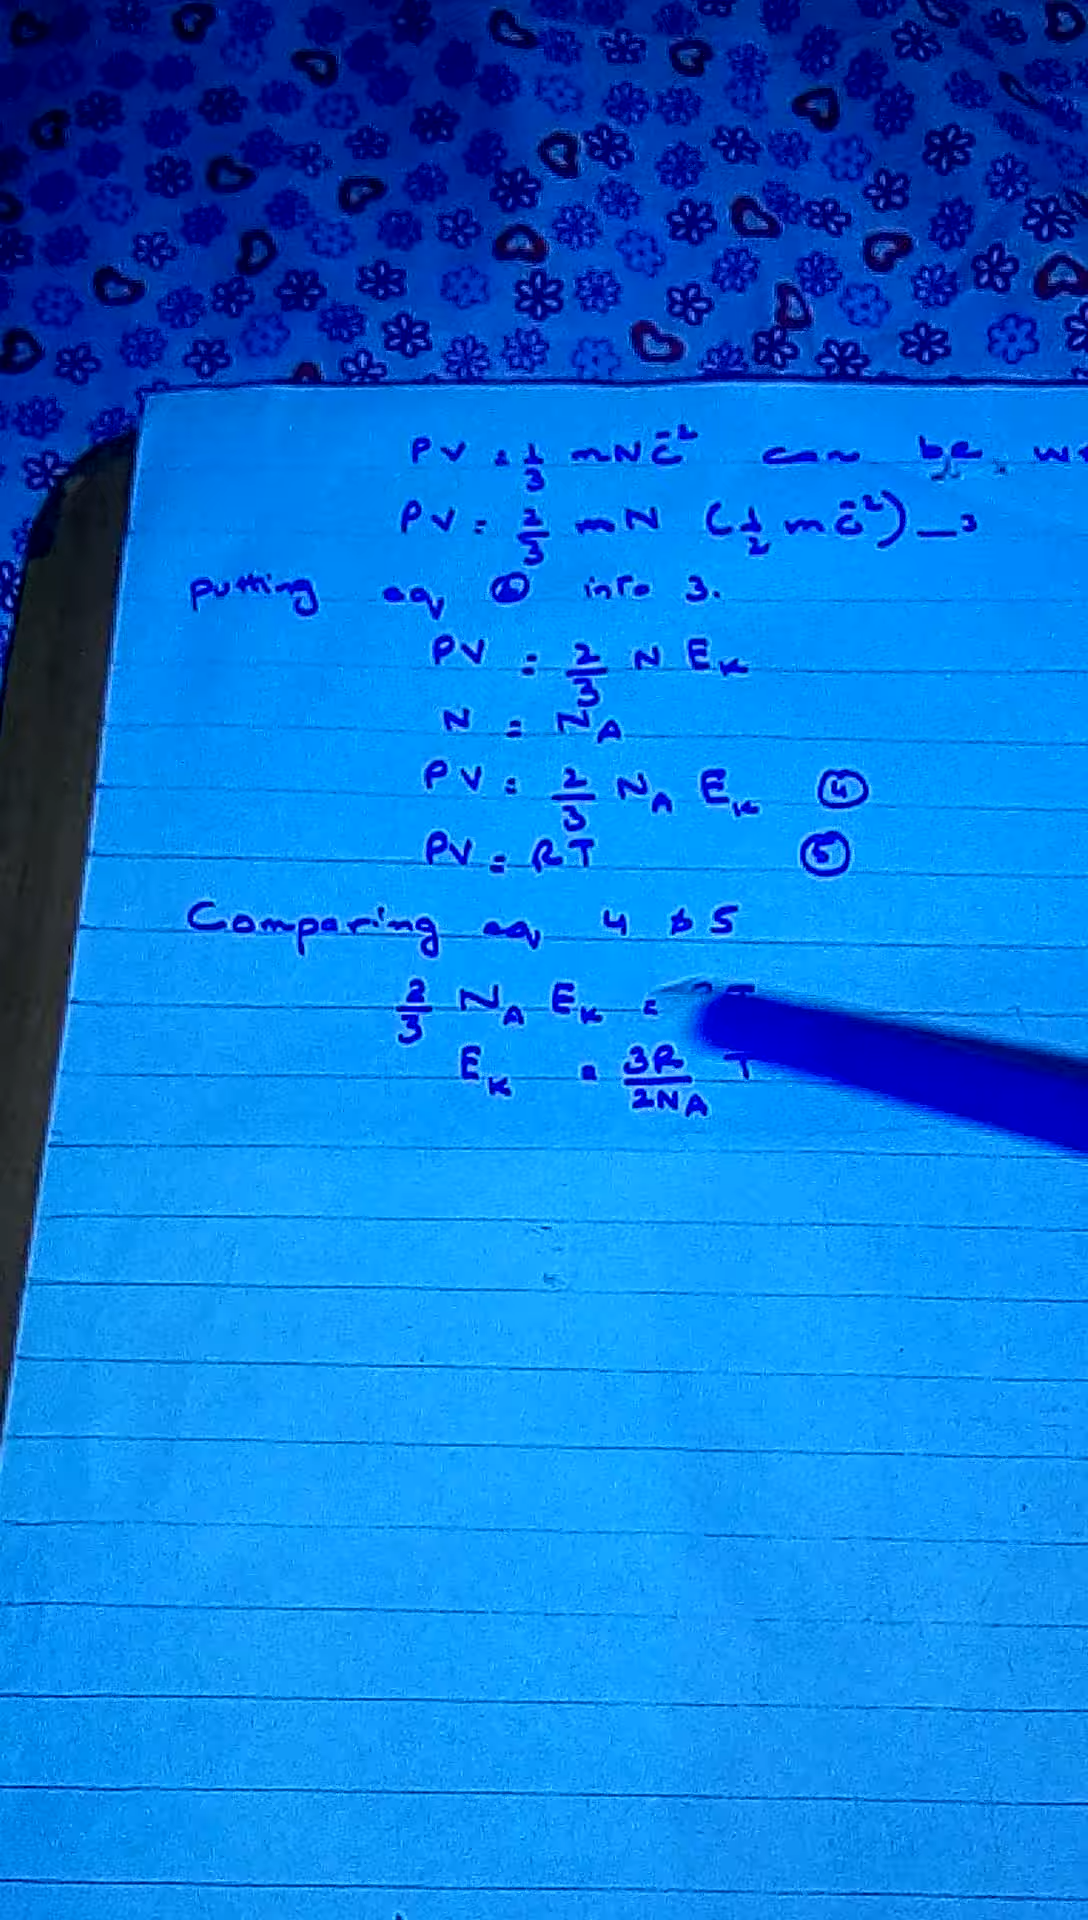 PV = 1/3 mNc̄² can be
PV = 2/3 mN (1/2 mc̄²) — 3
putting eq into 3.
PV = 2/3 N EK
N = NA
PV = 2/3 NA EK ④
PV = RT ⑤
Comparing eq 4 & 5
2/3 NA EK =
EK = 3R/2NA T